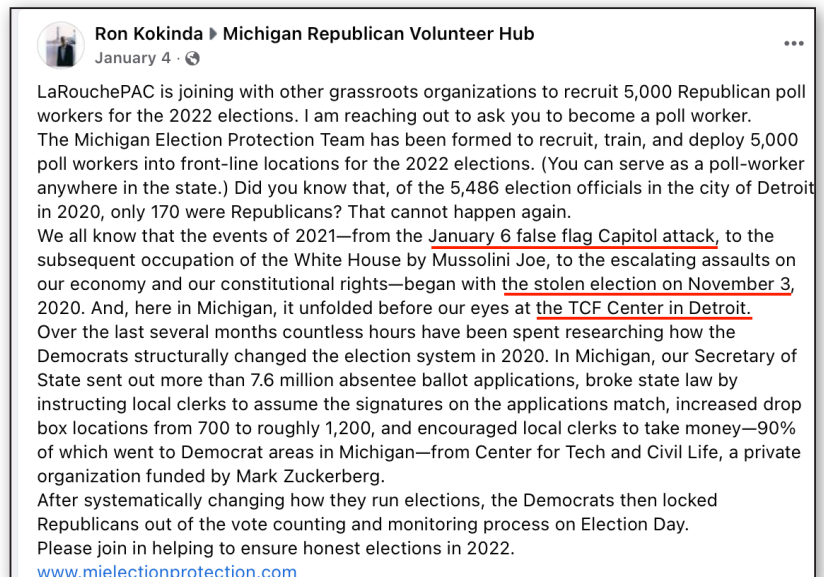 Ron Kokinda ▸ Michigan Republican Volunteer Hub
January 4 ·
LaRouchePAC is joining with other grassroots organizations to recruit 5,000 Republican poll
workers for the 2022 elections. I am reaching out to ask you to become a poll worker.
The Michigan Election Protection Team has been formed to recruit, train, and deploy 5,000
poll workers into front-line locations for the 2022 elections. (You can serve as a poll-worker
anywhere in the state.) Did you know that, of the 5,486 election officials in the city of Detroit
in 2020, only 170 were Republicans? That cannot happen again.
We all know that the events of 2021—from the January 6 false flag Capitol attack, to the
subsequent occupation of the White House by Mussolini Joe, to the escalating assaults on
our economy and our constitutional rights—began with the stolen election on November 3,
2020. And, here in Michigan, it unfolded before our eyes at the TCF Center in Detroit.
Over the last several months countless hours have been spent researching how the
Democrats structurally changed the election system in 2020. In Michigan, our Secretary of
State sent out more than 7.6 million absentee ballot applications, broke state law by
instructing local clerks to assume the signatures on the applications match, increased drop
box locations from 700 to roughly 1,200, and encouraged local clerks to take money—90%
of which went to Democrat areas in Michigan—from Center for Tech and Civil Life, a private
organization funded by Mark Zuckerberg.
After systematically changing how they run elections, the Democrats then locked
Republicans out of the vote counting and monitoring process on Election Day.
Please join in helping to ensure honest elections in 2022.
www.mielectionprotection.com